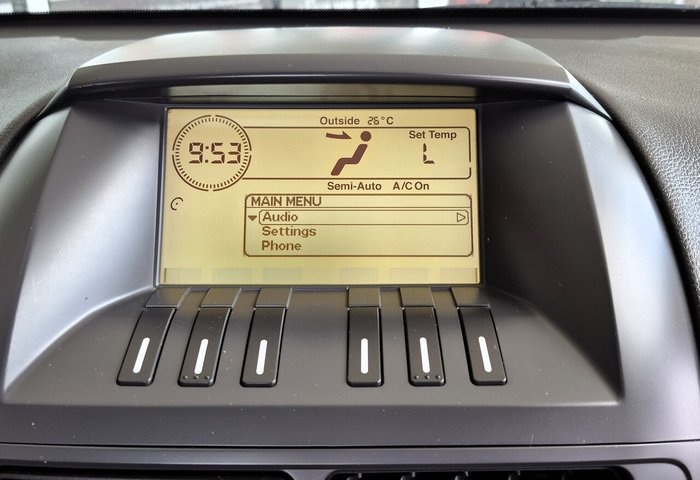 Outside 26°C
9:53
Set Temp
L
Semi-Auto A/C On
MAIN MENU
Audio
Settings
Phone